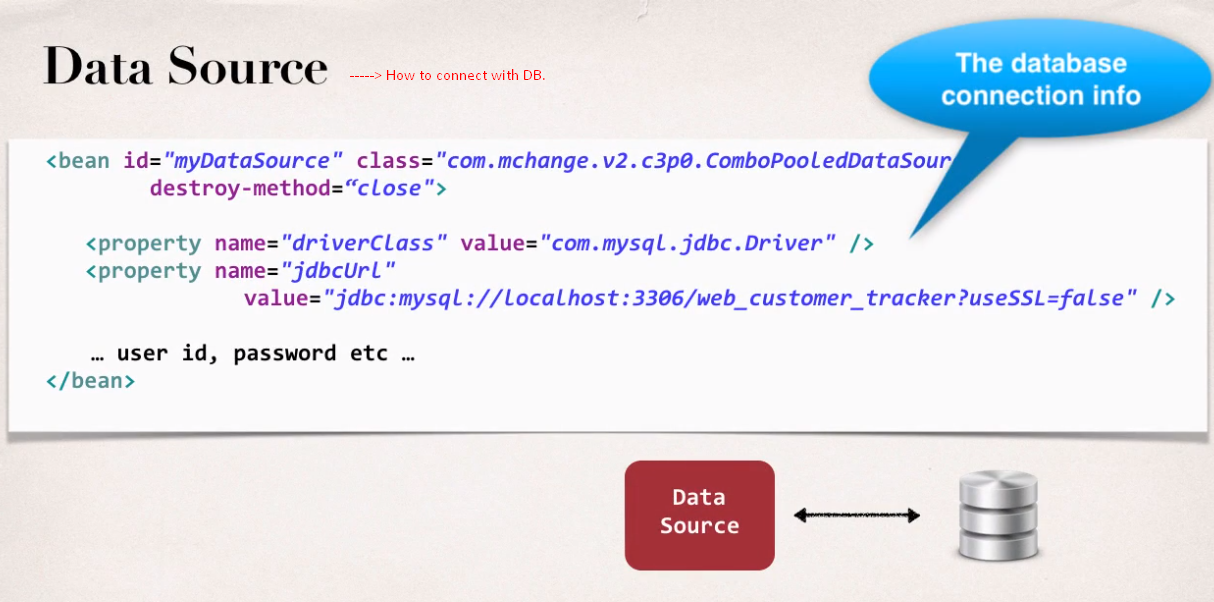 Data Source
-----> How to connect with DB.
The database
connection info
<bean id="myDataSource" class="com.mchange.v2.c3p0.ComboPooledDataSour
destroy-method=“close">
<property name="driverClass" value="com.mysql.jdbc.Driver" />
<property name="jdbcUrl"
value="jdbc:mysql://localhost:3306/web_customer_tracker?useSSL=false" />
… user id, password etc …
</bean>
Data
Source